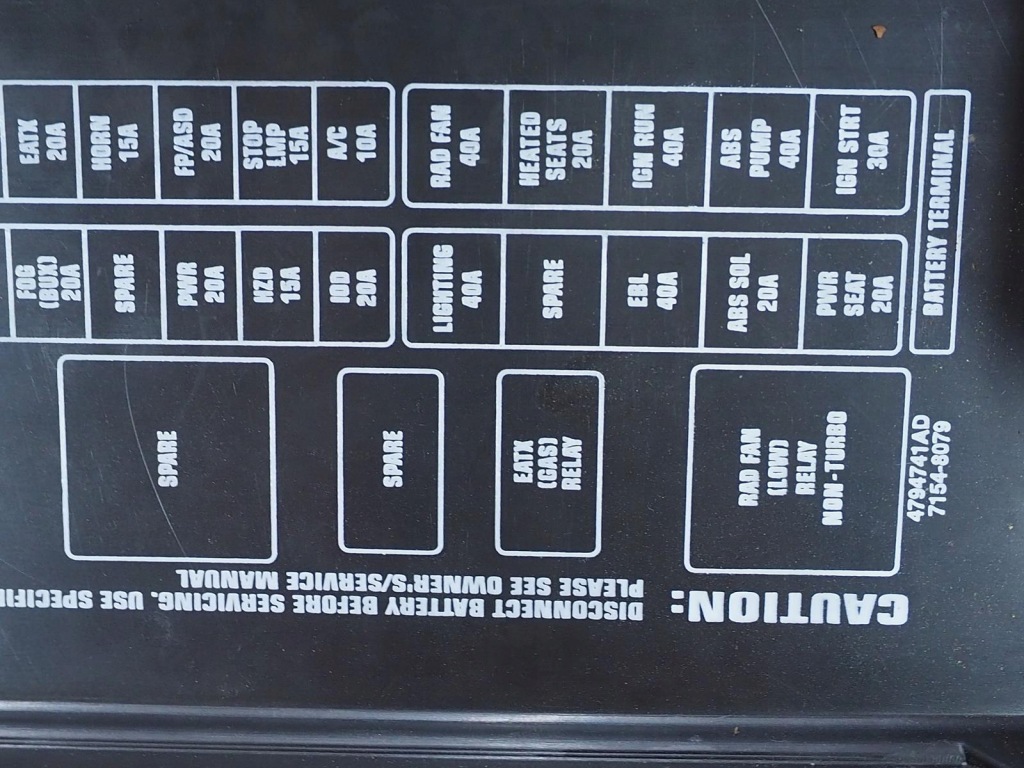 EATX
20A
HORN
15A
FP/ASD
20A
STOP
LMP
15A
A/C
10A
RAD FAN
40A
HEATED
SEATS
20A
IGN RUN
40A
ABS
PUMP
40A
IGN STRT
30A
FOG
(BUX)
20A
SPARE
PWR
20A
HZD
15A
IOD
20A
LIGHTING
40A
SPARE
EBL
40A
ABS SOL
20A
PWR
SEAT
20A
BATTERY TERMINAL
SPARE
SPARE
EATX
(GAS)
RELAY
RAD FAN
(LOW)
RELAY
NON-TURBO
4794741AD
7154-8079
CAUTION:
DISCONNECT BATTERY BEFORE SERVICING. USE SPECIFI
PLEASE SEE OWNER'S/SERVICE MANUAL